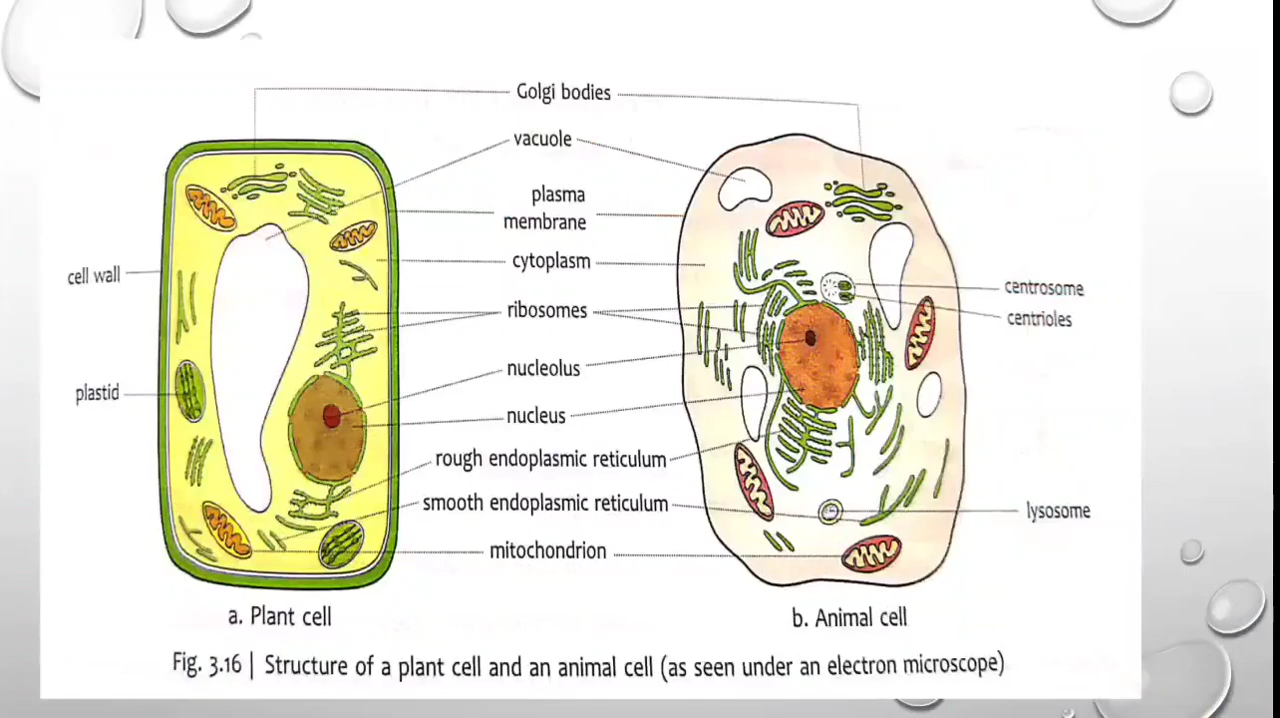 Golgi bodies
vacuole
plasma
membrane
cell wall
cytoplasm
centrosome
ribosomes
centrioles
nucleolus
plastid
nucleus
rough endoplasmic reticulum
smooth endoplasmic reticulum
lysosome
mitochondrion
a. Plant cell
b. Animal cell
Fig. 3.16 | Structure of a plant cell and an animal cell (as seen under an electron microscope)